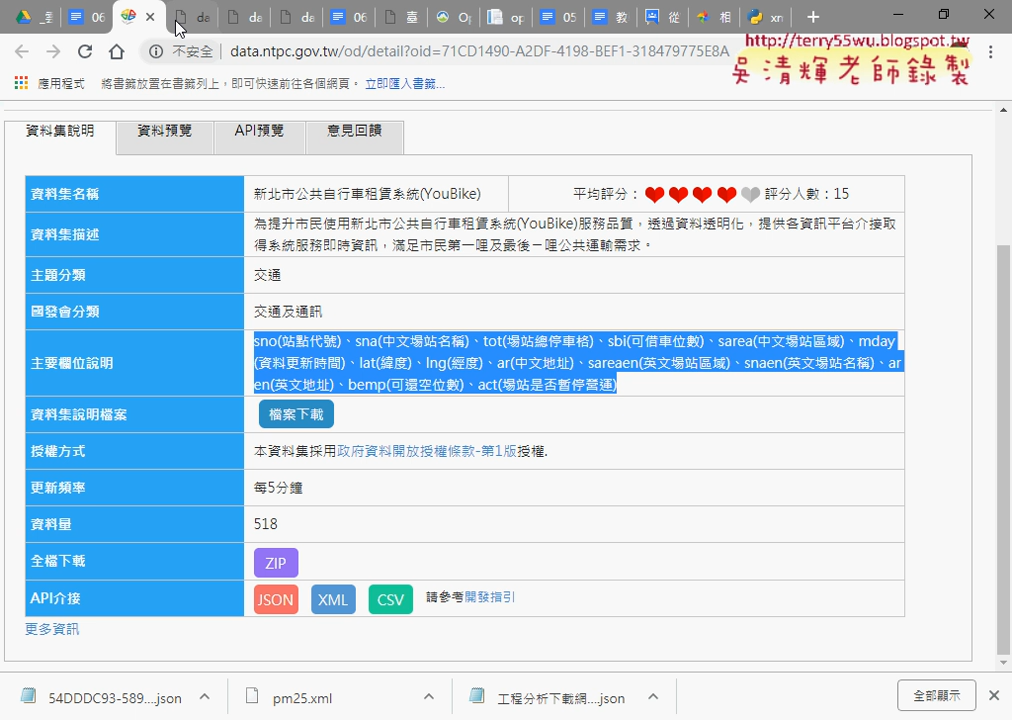 06
da
da
da
06
臺
Op
op
05
教
從
相
xn
不安全
data.ntpc.gov.tw/od/detail?oid=71CD1490-A2DF-4198-BEF1-318479775E8A
http://terry55wu.blogspot.tw
吳清輝老師錄製
應用程式
將書籤放置在書籤列上，即可快速前往各個網頁。 立即匯入書籤...
資料集說明
資料預覽
API預覽
意見回饋
資料集名稱
新北市公共自行車租賃系統(YouBike)
平均評分：
評分人數：15
資料集描述
為提升市民使用新北市公共自行車租賃系統(YouBike)服務品質，透過資料透明化，提供各資訊平台介接取
得系統服務即時資訊，滿足市民第一哩及最後一哩公共運輸需求。
主題分類
交通
國發會分類
交通及通訊
主要欄位說明
sno(站點代號)、sna(中文場站名稱)、tot(場站總停車格)、sbi(可借車位數)、sarea(中文場站區域)、mday
(資料更新時間)、lat(緯度)、lng(經度)、ar(中文地址)、sareaen(英文場站區域)、snaen(英文場站名稱)、ar
en(英文地址)、bemp(可還空位數)、act(場站是否暫停營運)
資料集說明檔案
檔案下載
授權方式
本資料集採用政府資料開放授權條款-第1版授權.
更新頻率
每5分鐘
資料量
518
全檔下載
ZIP
API介接
JSON
XML
CSV
請參考開發指引
更多資訊
54DDDC93-589....json
pm25.xml
工程分析下載網....json
全部顯示